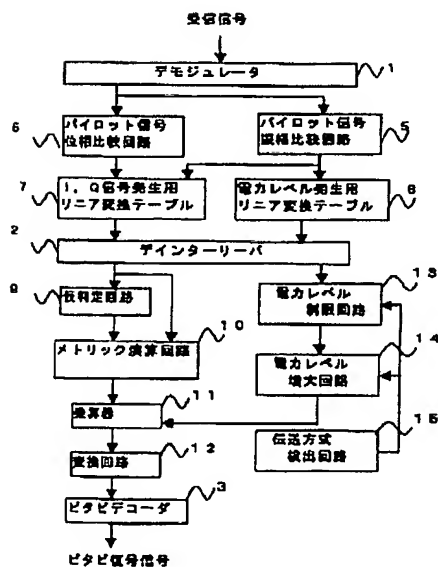 受信信号
デモジュレータ
1
6
パイロット信号
位相比較回路
パイロット信号
振幅比較回路
5
7
I，Q信号発生用
リニア変換テーブル
電力レベル発生用
リニア変換テーブル
8
2
デインターリーバ
9
仮判定回路
電力レベル
制限回路
13
メトリック演算回路
10
電力レベル
増大回路
14
乗算器
11
伝送方式
検出回路
15
変換回路
12
ビタビデコーダ
3
ビタビ復号信号